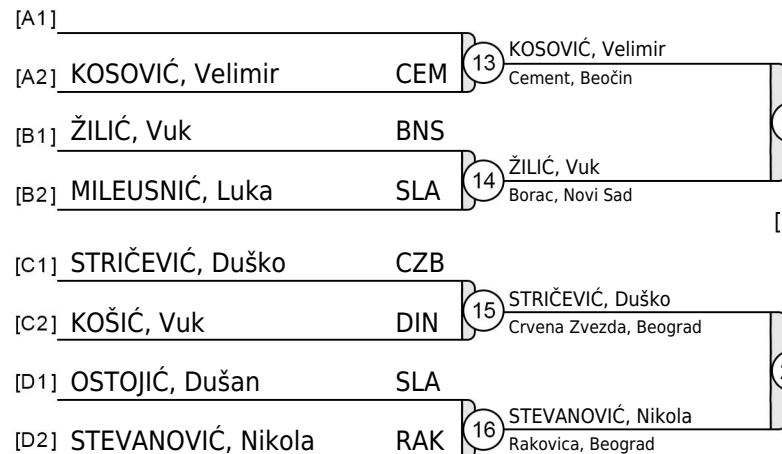 [A1]
[A2] KOSOVIĆ, Velimir CEM
13 KOSOVIĆ, Velimir
Cement, Beočin
[B1] ŽILIĆ, Vuk BNS
[B2] MILEUSNIĆ, Luka SLA
14 ŽILIĆ, Vuk
Borac, Novi Sad
[C1] STRIČEVIĆ, Duško CZB
[C2] KOŠIĆ, Vuk DIN
15 STRIČEVIĆ, Duško
Crvena Zvezda, Beograd
[D1] OSTOJIĆ, Dušan SLA
[D2] STEVANOVIĆ, Nikola RAK
16 STEVANOVIĆ, Nikola
Rakovica, Beograd